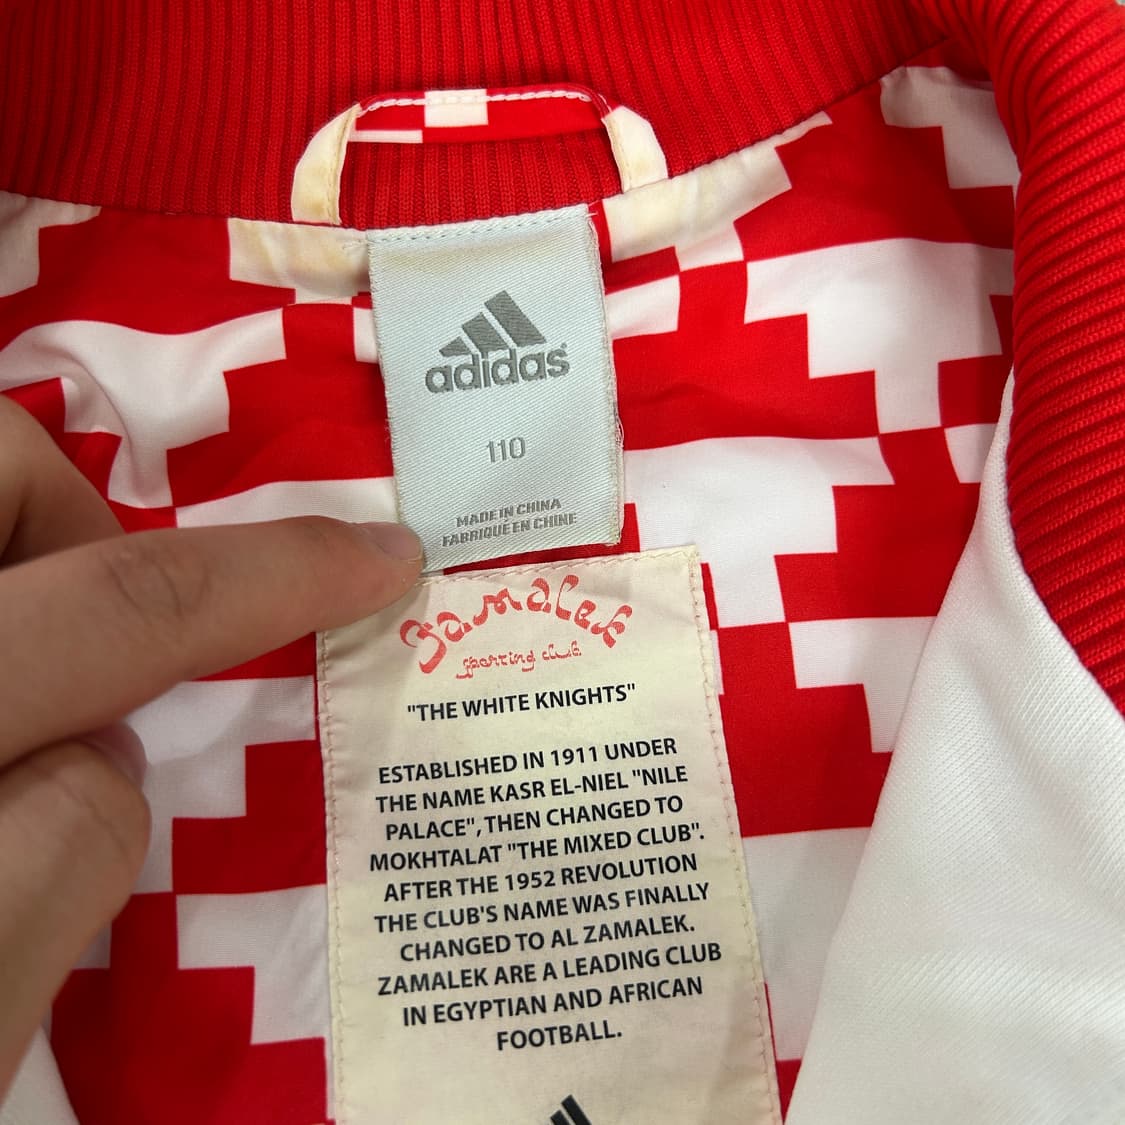 adidas
110
MADE IN CHINA
FABRIQUÉ EN CHINE
Zamalek
sporting club
"THE WHITE KNIGHTS"
ESTABLISHED IN 1911 UNDER
THE NAME KASR EL-NIEL "NILE
PALACE", THEN CHANGED TO
MOKHTALAT "THE MIXED CLUB".
AFTER THE 1952 REVOLUTION
THE CLUB'S NAME WAS FINALLY
CHANGED TO AL ZAMALEK.
ZAMALEK ARE A LEADING CLUB
IN EGYPTIAN AND AFRICAN
FOOTBALL.